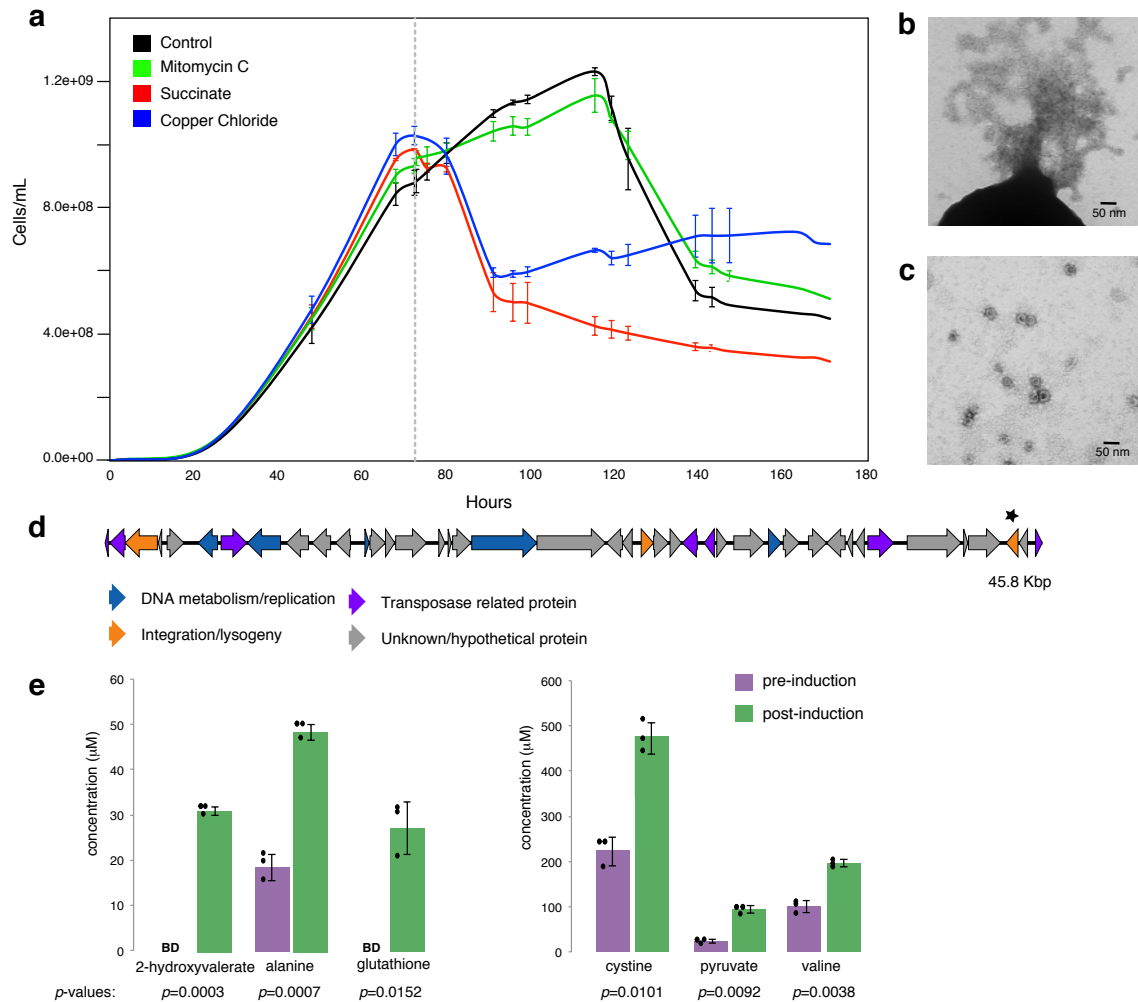 a
Control
Mitomycin C
Succinate
Copper Chloride
1.2e+09
8.0e+08
4.0e+08
0.0e+00
Cells/mL
0 20 40 60 80 100 120 140 160 180
Hours
b
50 nm
c
50 nm
d
45.8 Kbp
DNA metabolism/replication
Transposase related protein
Integration/lysogeny
Unknown/hypothetical protein
e
concentration (μM)
60
50
40
30
20
10
0
BD BD
2-hydroxyvalerate alanine glutathione
p-values: p=0.0003 p=0.0007 p=0.0152
pre-induction
post-induction
concentration (μM)
600
500
400
300
200
100
0
cystine pyruvate valine
p=0.0101 p=0.0092 p=0.0038